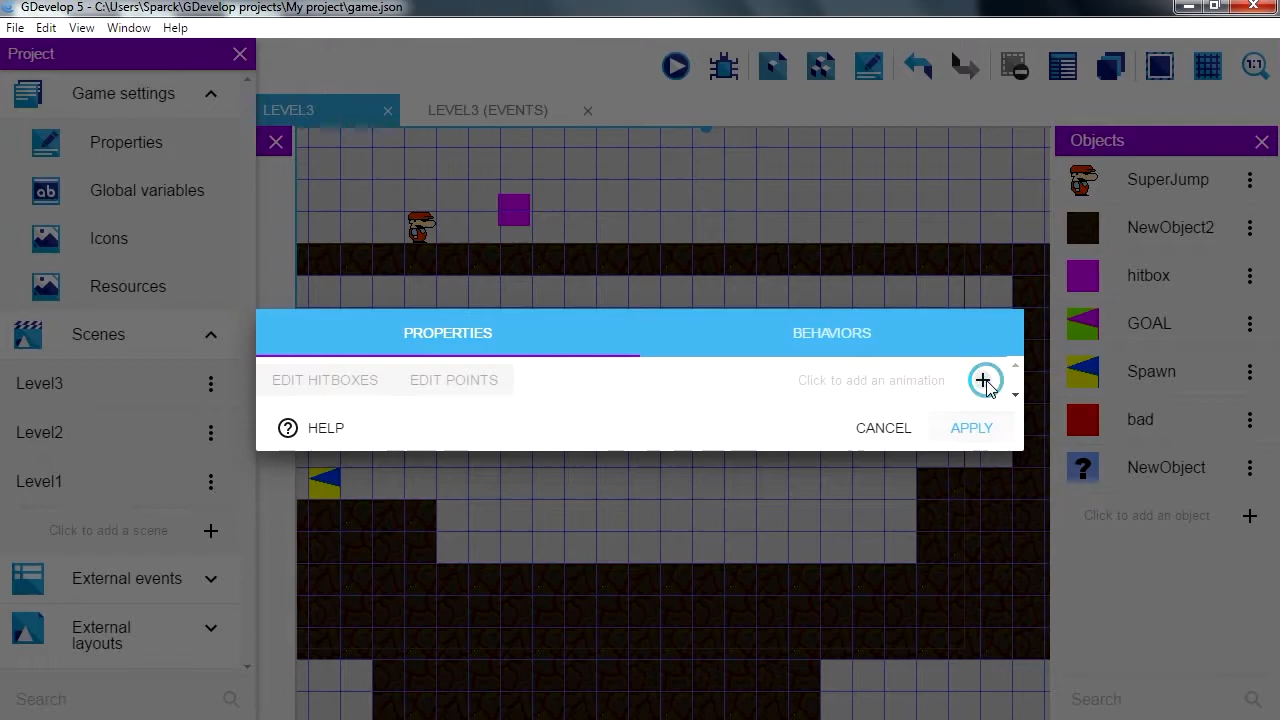 GDevelop 5 - C:\Users\Sparck\GDevelop projects\My project\game.json
File Edit View Window Help
Project
Game settings
Properties
Global variables
Icons
Resources
Scenes
Level3
Level2
Level1
Click to add a scene
External events
External
layouts
Search
1:1
LEVEL3
LEVEL3 (EVENTS)
PROPERTIES
BEHAVIORS
EDIT HITBOXES
EDIT POINTS
Click to add an animation
HELP
CANCEL
APPLY
Objects
SuperJump
NewObject2
hitbox
GOAL
Spawn
bad
? NewObject
Click to add an object
Search